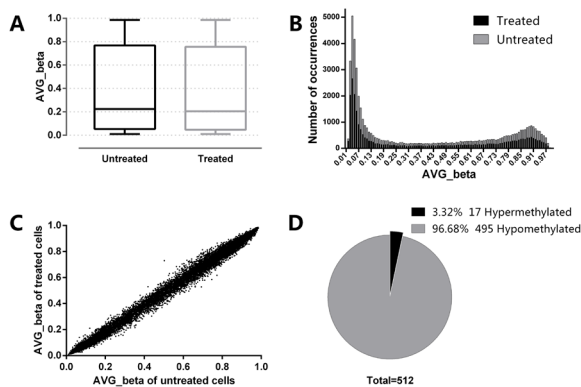 A
AVG_beta
1.0
0.8
0.6
0.4
0.2
0.0
Untreated
Treated
B
Number of occurrences
5000
4000
3000
2000
1000
0
Treated
Untreated
0.01
0.07
0.13
0.19
0.25
0.31
0.37
0.43
0.49
0.55
0.61
0.67
0.73
0.79
0.85
0.91
0.97
AVG_beta
C
AVG_beta of treated cells
1.0
0.8
0.6
0.4
0.2
0.0
0.0
0.2
0.4
0.6
0.8
1.0
AVG_beta of untreated cells
D
3.32% 17 Hypermethylated
96.68% 495 Hypomethylated
Total=512